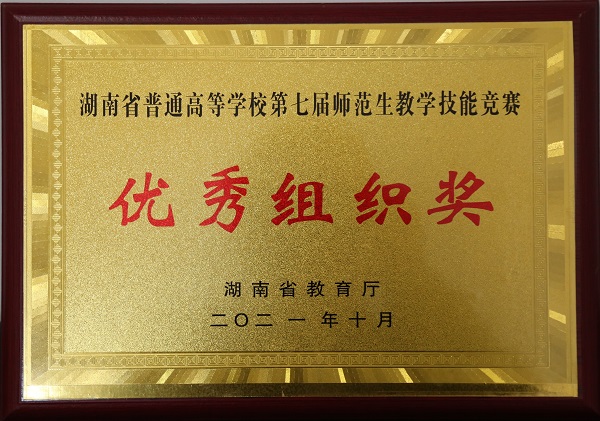 湖南省普通高等学校第七届师范生教学技能竞赛
优秀组织奖
湖南省教育厅
二〇二一年十月